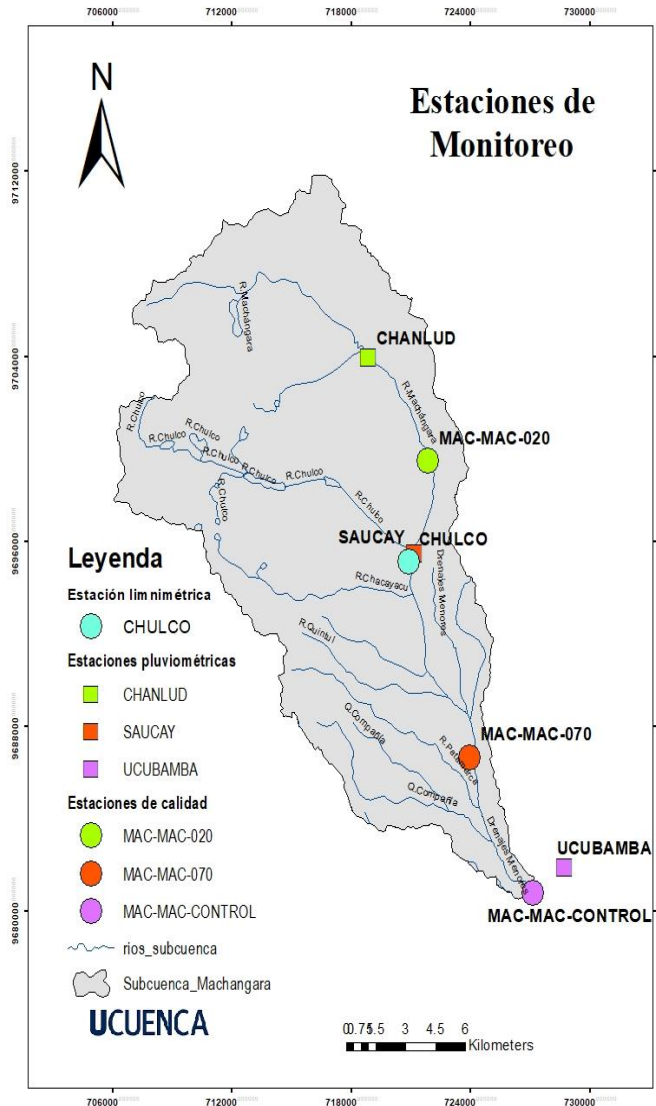 706000 712000 718000 724000 730000
N
Estaciones de
Monitoreo
9712000
R.Machángara
CHANLUD
9704000
R.Machángara
R.Chulco
R.Chulco
R.Chulco
R.Chulco
R.Chulco
R.Chulco
MAC-MAC-020
R.Chulco
R.Chulco
SAUCAY CHULCO
9696000
Drenajes Menores
R.Chacayacu
R.Quintul
Q.Compañía
9688000
MAC-MAC-070
Q.Compañía
Drenajes Menores
UCUBAMBA
MAC-MAC-CONTROL
9680000
Leyenda
Estación limnimétrica
CHULCO
Estaciones pluviométricas
CHANLUD
SAUCAY
UCUBAMBA
Estaciones de calidad
MAC-MAC-020
MAC-MAC-070
MAC-MAC-CONTROL
rios_subcuenca
Subcuenca_Machangara
UCUENCA
0 0.75 1.5 3 4.5 6
Kilometers
706000 712000 718000 724000 730000